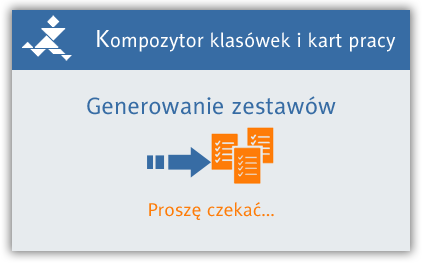 Kompozytor klasówek i kart pracy
Generowanie zestawów
Proszę czekać...